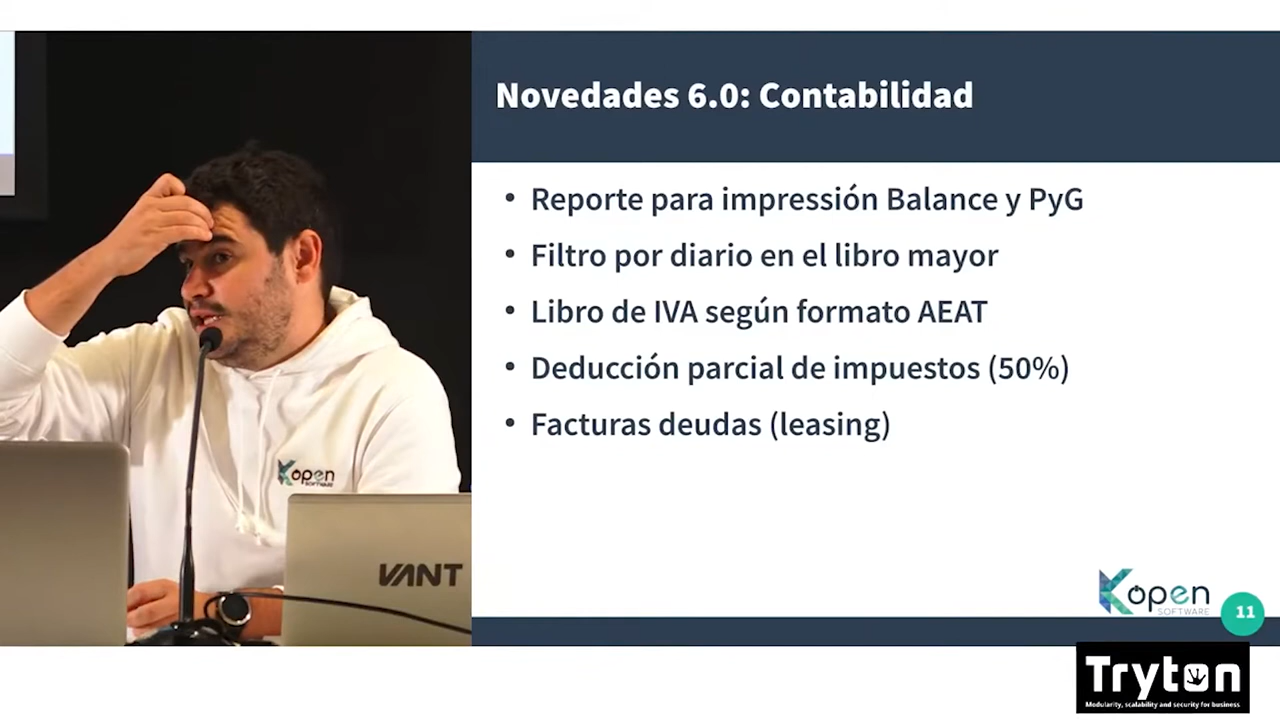 Novedades 6.0: Contabilidad
• Reporte para impressión Balance y PyG
• Filtro por diario en el libro mayor
• Libro de IVA según formato AEAT
• Deducción parcial de impuestos (50%)
• Facturas deudas (leasing)
Kopen
SOFTWARE
VANT
Kopen
SOFTWARE
11
Tryton
Modularity, scalability and security for business